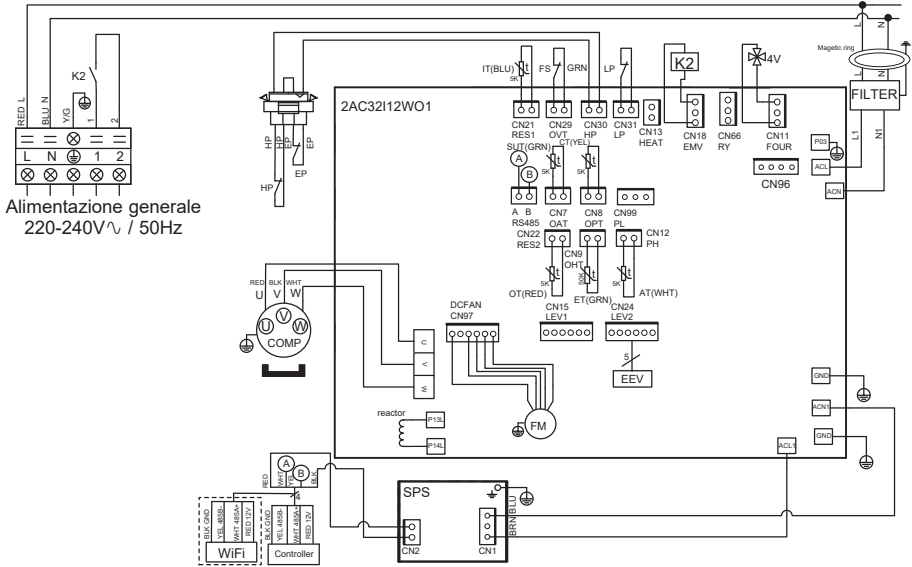 RED L
BLU N
Y/G
K2
1
2
L N 1 2
Alimentazione generale
220-240V∿ / 50Hz
HP
HP
EP
EP
EP
HP
IT(BLU)
5K
t
FS
GRN
LP
K2
4V
L
N
Magetic ring
L
N
FILTER
L1
N1
2AC32I12WO1
CN21
RES1
CN29
OVT
CN30
HP
CN31
LP
CN13
HEAT
CN18
EMV
CN66
RY
CN11
FOUR
P03
ACL
ACN
CN96
SUT(GRN)
CT(YEL)
A
B
5K
t
5K
t
A B
RS485
CN22
RES2
CN7
OAT
CN8
OPT
CN99
PL
CN12
PH
CN9
OHT
5K
t
50K
t
5K
t
OT(RED)
ET(GRN)
AT(WHT)
CN15
LEV1
CN24
LEV2
5
EEV
RED BLK WHT
U V W
U V W
COMP
DCFAN
CN97
U
V
W
FM
reactor
P13L
P14L
GND
ACN1
GND
ACL1
RED
A
WHT
YEL
B
BLK
4
BLK GND
YEL 485B-
WHT 485A+
RED 12V
WiFi
BLK GND
YEL 485B-
WHT 485A+
RED 12V
Controller
SPS
CN2
CN1
BRN
BLU